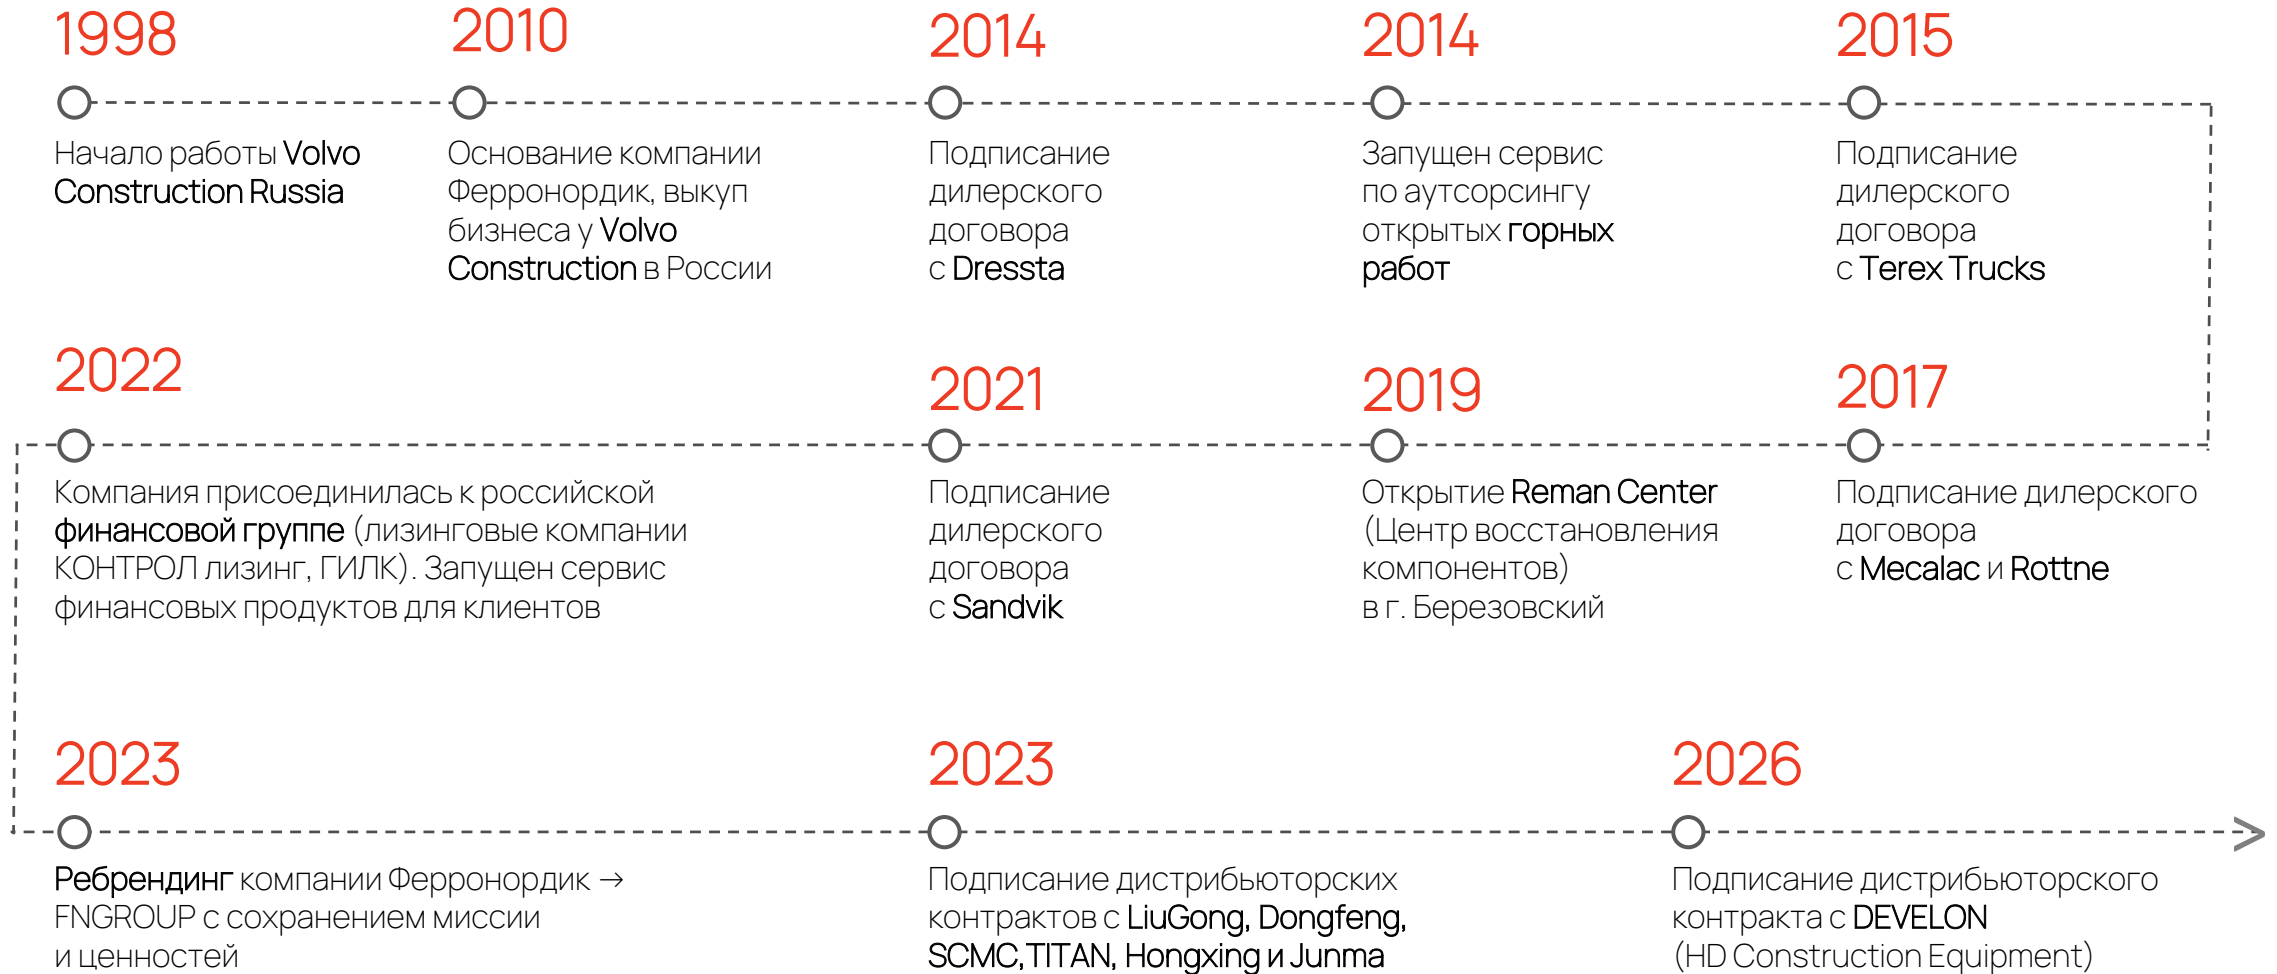 1998
Начало работы Volvo
Construction Russia
2010
Основание компании
Ферронордик, выкуп
бизнеса у Volvo
Construction в России
2014
Подписание
дилерского
договора
с Dressta
2014
Запущен сервис
по аутсорсингу
открытых горных
работ
2015
Подписание
дилерского
договора
с Terex Trucks
2022
Компания присоединилась к российской
финансовой группе (лизинговые компании
КОНТРОЛ лизинг, ГИЛК). Запущен сервис
финансовых продуктов для клиентов
2021
Подписание
дилерского
договора
с Sandvik
2019
Открытие Reman Center
(Центр восстановления
компонентов)
в г. Березовский
2017
Подписание дилерского
договора
с Mecalac и Rottne
2023
Ребрендинг компании Ферронордик →
FNGROUP с сохранением миссии
и ценностей
2023
Подписание дистрибьюторских
контрактов с LiuGong, Dongfeng,
SCMC,TITAN, Hongxing и Junma
2026
Подписание дистрибьюторского
контракта с DEVELON
(HD Construction Equipment)